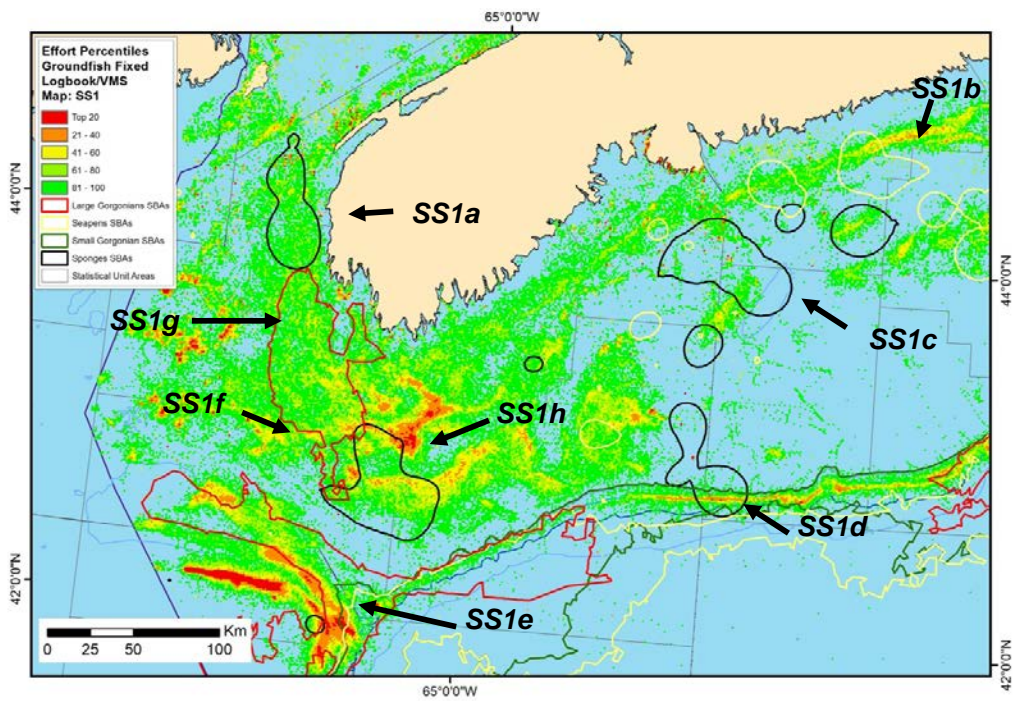 65°0'0"W
Effort Percentiles
Groundfish Fixed
Logbook/VMS
Map: SS1
Top 20
21 - 40
41 - 60
61 - 80
81 - 100
Large Gorgonians SBAs
Seapens SBAs
Small Gorgonian SBAs
Sponges SBAs
Statistical Unit Areas
SS1b
44°0'0"N
SS1a
44°0'0"N
SS1g
SS1c
SS1f
SS1h
SS1d
42°0'0"N
SS1e
Km
0 25 50 100
42°0'0"N
65°0'0"W